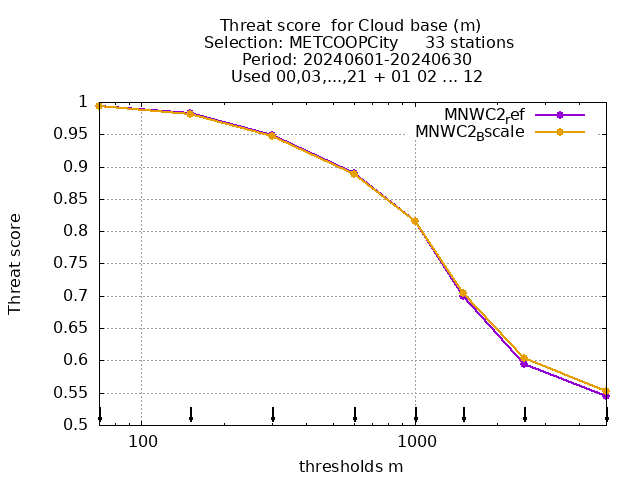 Threat score  for Cloud base (m)
Selection: METCOOPCity     33 stations
Period: 20240601-20240630
Used 00,03,...,21 + 01 02 ... 12
MNWC2ref
MNWC2Bscale
1
0.95
0.9
0.85
0.8
0.75
0.7
0.65
0.6
0.55
0.5
Threat score
100
1000
thresholds m